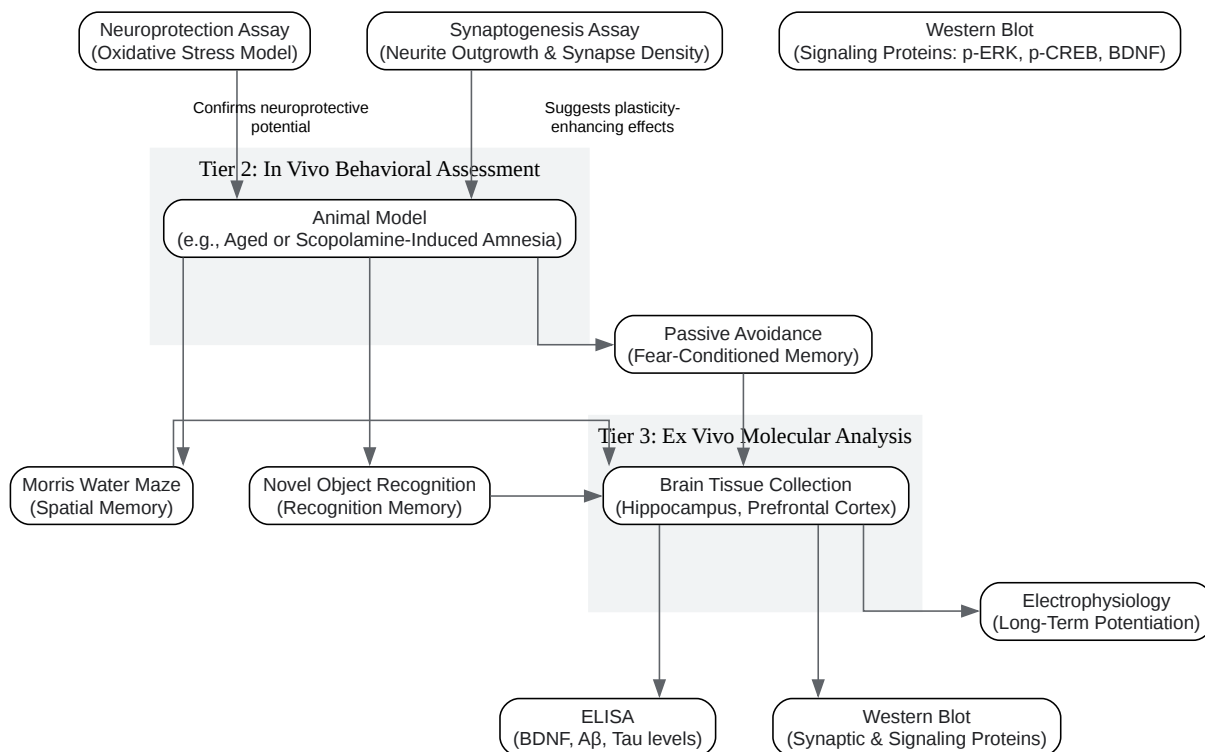 Neuroprotection Assay
(Oxidative Stress Model)
Synaptogenesis Assay
(Neurite Outgrowth & Synapse Density)
Western Blot
(Signaling Proteins: p-ERK, p-CREB, BDNF)
Confirms neuroprotective
potential
Suggests plasticity-
enhancing effects
Tier 2: In Vivo Behavioral Assessment
Animal Model
(e.g., Aged or Scopolamine-Induced Amnesia)
Passive Avoidance
(Fear-Conditioned Memory)
Tier 3: Ex Vivo Molecular Analysis
Morris Water Maze
(Spatial Memory)
Novel Object Recognition
(Recognition Memory)
Brain Tissue Collection
(Hippocampus, Prefrontal Cortex)
Electrophysiology
(Long-Term Potentiation)
ELISA
(BDNF, Aβ, Tau levels)
Western Blot
(Synaptic & Signaling Proteins)